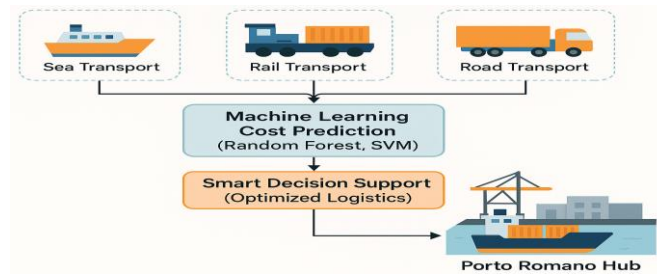 Sea Transport
Rail Transport
Road Transport
Machine Learning
Cost Prediction
(Random Forest, SVM)
Smart Decision Support
(Optimized Logistics)
Porto Romano Hub